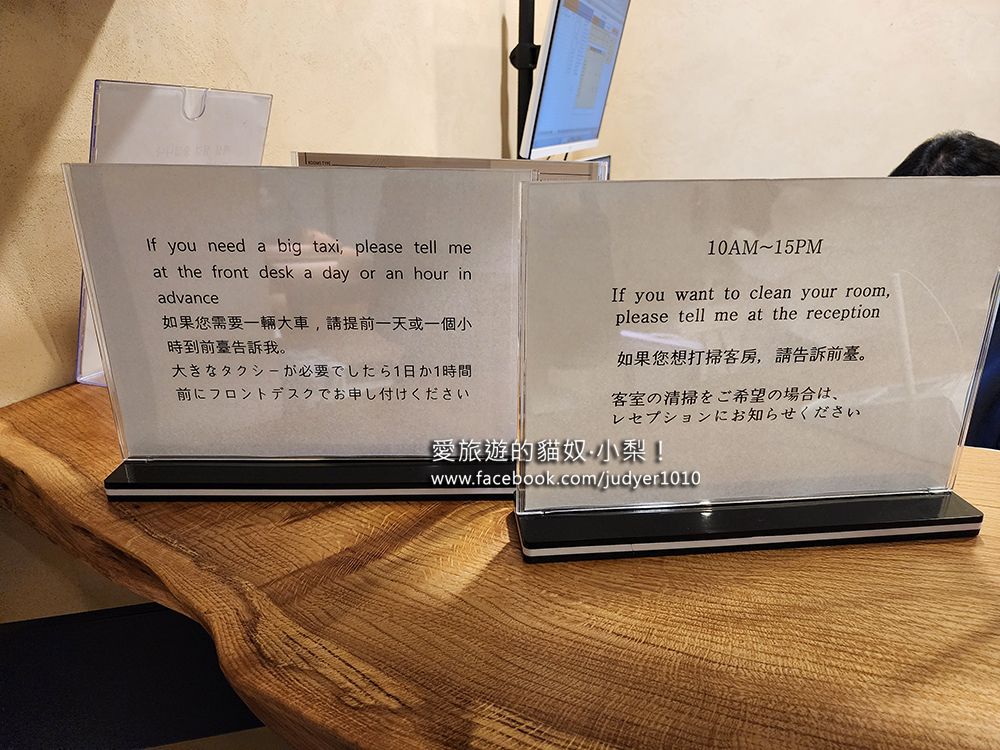 If you need a big taxi, please tell me
at the front desk a day or an hour in
advance
如果您需要一輛大車，請提前一天或一個小
時到前臺告訴我。
大きなタクシーが必要でしたら1日か1時間
前にフロントデスクでお申し付けください
10AM~15PM
If you want to clean your room,
please tell me at the reception
如果您想打掃客房，請告訴前臺。
客室の清掃をご希望の場合は、
レセプションにお知らせください
愛旅遊的貓奴‧小梨！
www.facebook.com/judyer1010